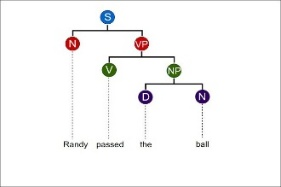 S
N VP
V NP
D N
Randy passed the ball